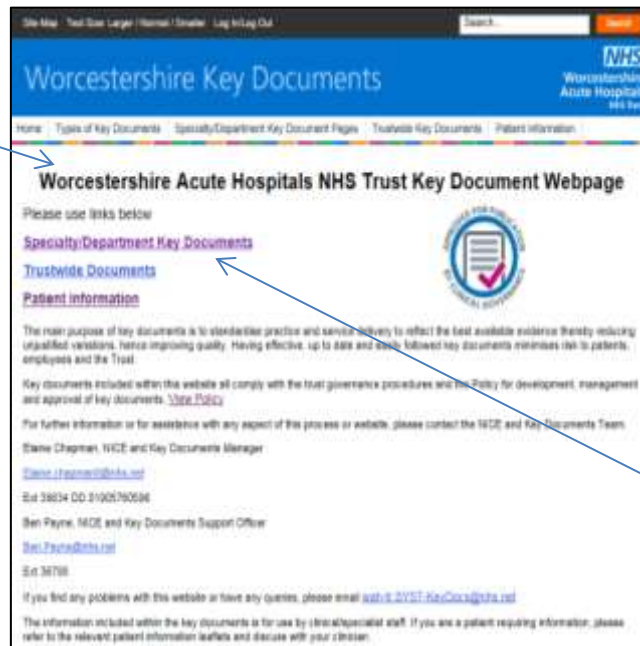 Site Map Text Size: Larger / Normal / Smaller Log In/Log Out
Search... Search
Worcestershire Key Documents
NHS
Worcestershire
Acute Hospitals
NHS Trust
Home Types of Key Documents Specialty/Department Key Document Pages Trustwide Key Documents Patient Information
Worcestershire Acute Hospitals NHS Trust Key Document Webpage
Please use links below
Specialty/Department Key Documents
Trustwide Documents
Patient Information
APPROVED FOR PUBLICATION
BY CLINICAL GOVERNANCE
The main purpose of key documents is to standardise practice and service delivery to reflect the best available evidence thereby reducing
unjustified variations, hence improving quality. Having effective, up to date and easily followed key documents minimises risk to patients,
employees and the Trust.
Key documents included within this website all comply with the trust governance procedures and the Policy for development, management
and approval of key documents. View Policy
For further information or for assistance with any aspect of this process or website, please contact the NICE and Key Documents Team.
Elaine Chapman, NICE and Key Documents Manager
Ben Payne, NICE and Key Documents Support Officer
If you find any problems with this website or have any queries, please email
The information included within the key documents is for use by clinical/specialist staff. If you are a patient requiring information, please
refer to the relevant patient information leaflets and discuss with your clinician.